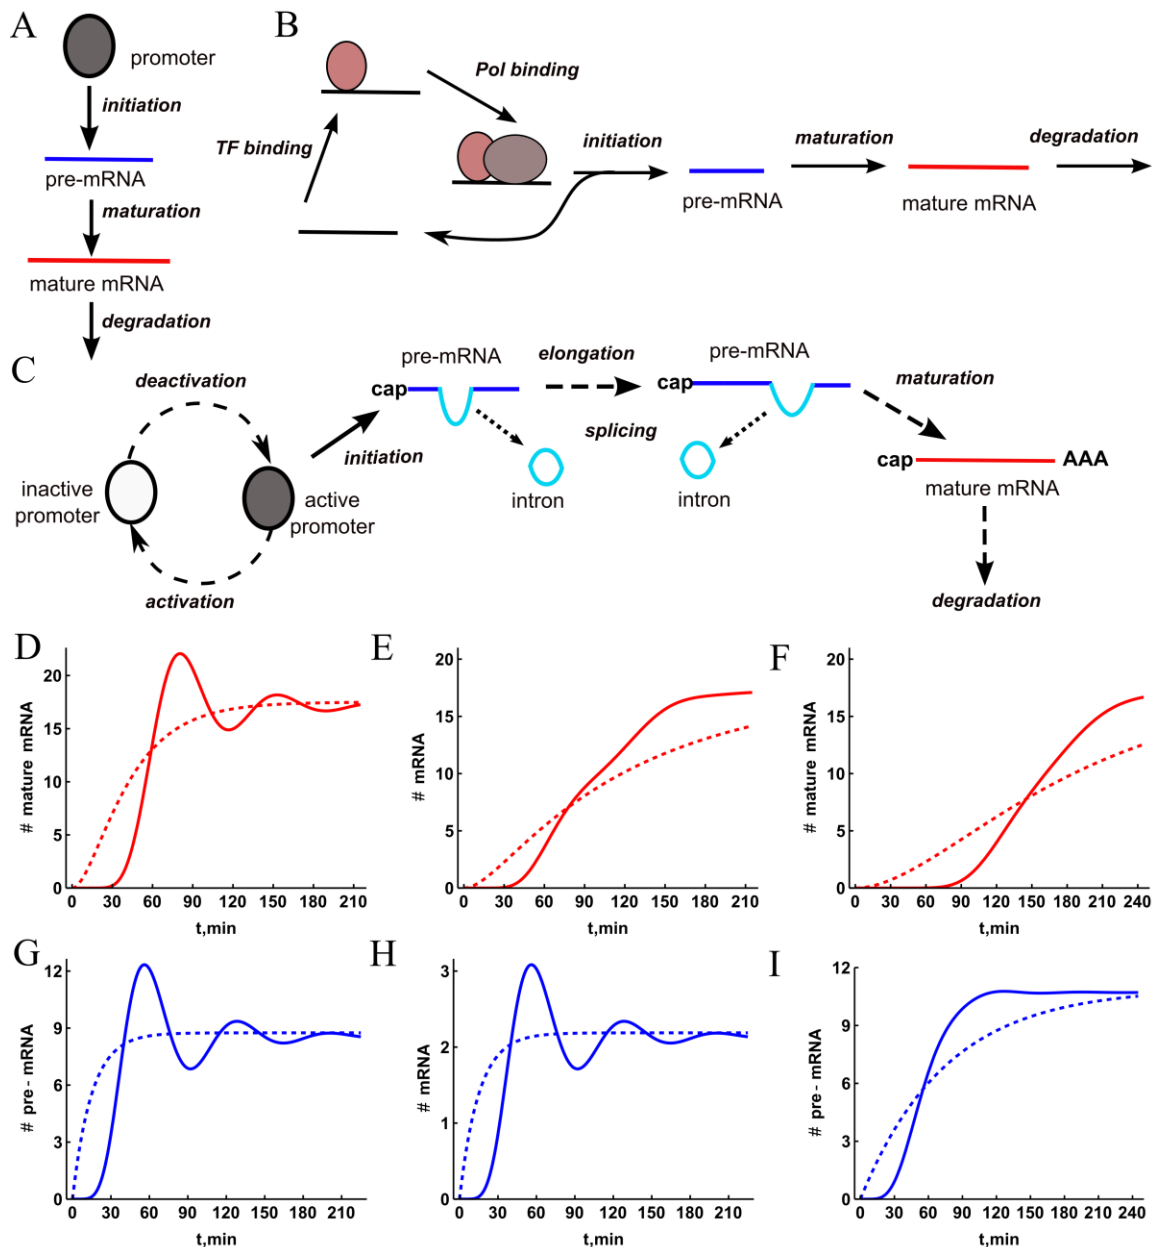 A
promoter
initiation
pre-mRNA
maturation
mature mRNA
degradation
B
TF binding
Pol binding
initiation
pre-mRNA
maturation
mature mRNA
degradation
C
deactivation
inactive
promoter
active
promoter
activation
initiation
pre-mRNA
cap
elongation
splicing
intron
pre-mRNA
cap
intron
maturation
cap
AAA
mature mRNA
degradation
D
# mature mRNA
20
15
10
5
0
0 30 60 90 120 150 180 210
t,min
E
# mRNA
20
15
10
5
0
0 30 60 90 120 150 180 210
t,min
F
# mature mRNA
20
15
10
5
0
0 30 60 90 120 150 180 210 240
t,min
G
# pre- mRNA
12
9
6
3
0
0 30 60 90 120 150 180 210
t,min
H
# mRNA
3
2
1
0
0 30 60 90 120 150 180 210
t,min
I
# pre- mRNA
12
9
6
3
0
0 30 60 90 120 150 180 210 240
t,min